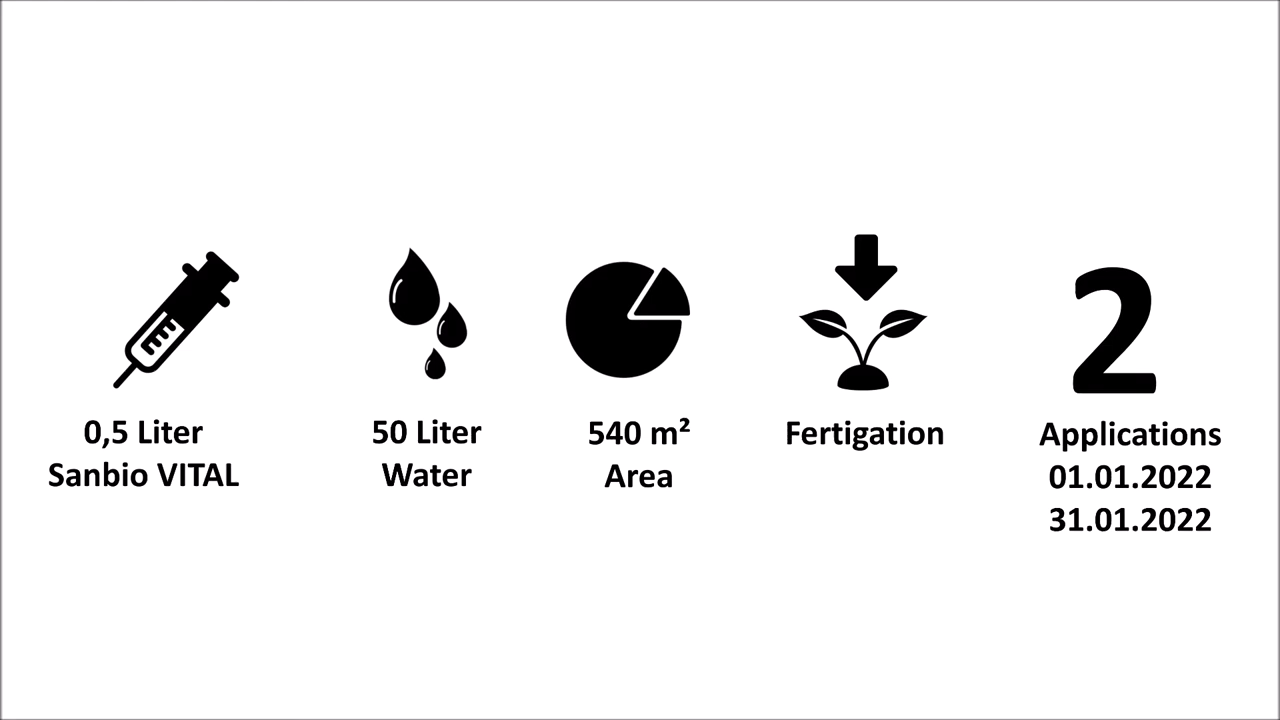 2
0,5 Liter
Sanbio VITAL
50 Liter
Water
540 m²
Area
Fertigation
Applications
01.01.2022
31.01.2022